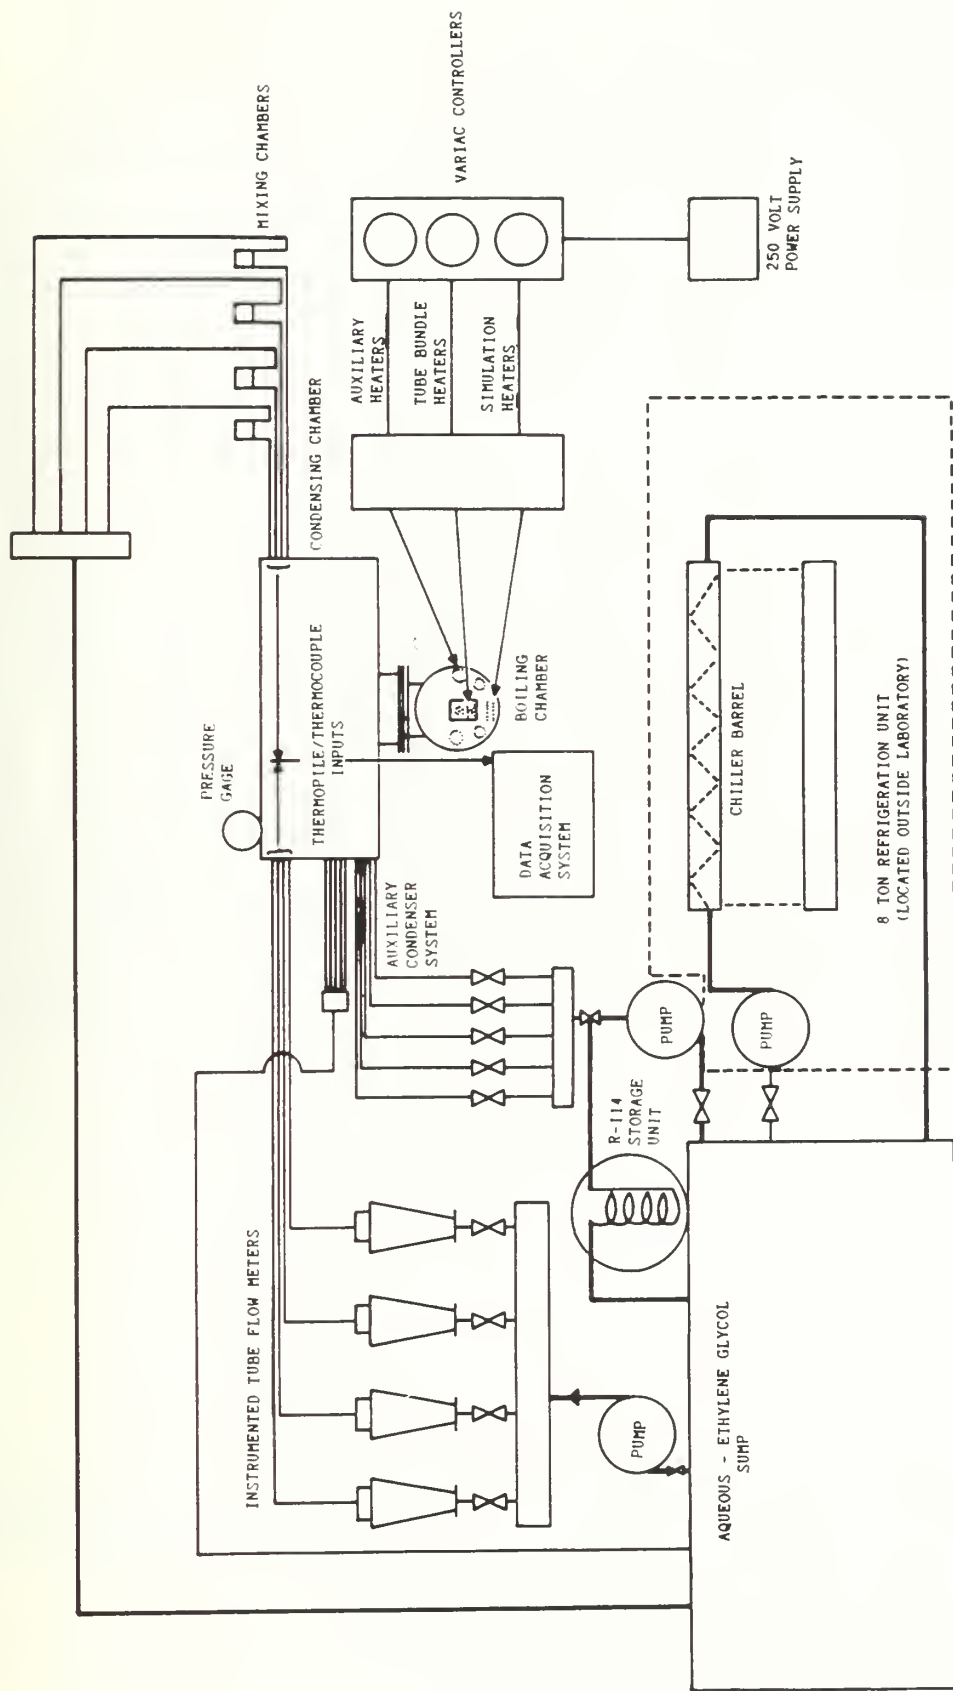 MIXING CHAMBERS
VARIAC CONTROLLERS
CONDENSING CHAMBER
AUXILIARY
HEATERS
TUBE BUNDLE
HEATERS
SIMULATION
HEATERS
250 VOLT
POWER SUPPLY
PRESSURE
GAGE
THERMOPILE/THERMOCOUPLE
INPUTS
BOILING
CHAMBER
DATA
ACQUISITION
SYSTEM
AUXILIARY
CONDENSER
SYSTEM
CHILLER BARREL
8 TON REFRIGERATION UNIT
(LOCATED OUTSIDE LABORATORY)
PUMP
PUMP
R-114
STORAGE
UNIT
INSTRUMENTED TUBE FLOW METERS
PUMP
AQUEOUS - ETHYLENE GLYCOL
SUMP